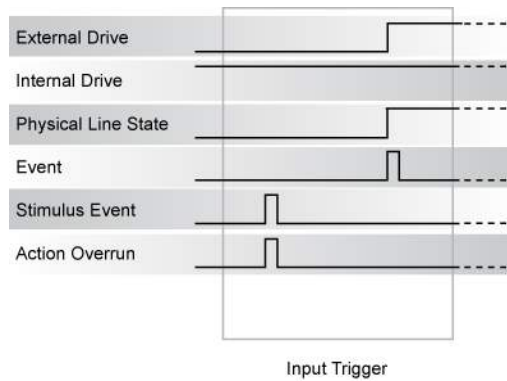 External Drive
Internal Drive
Physical Line State
Event
Stimulus Event
Action Overrun
Input Trigger